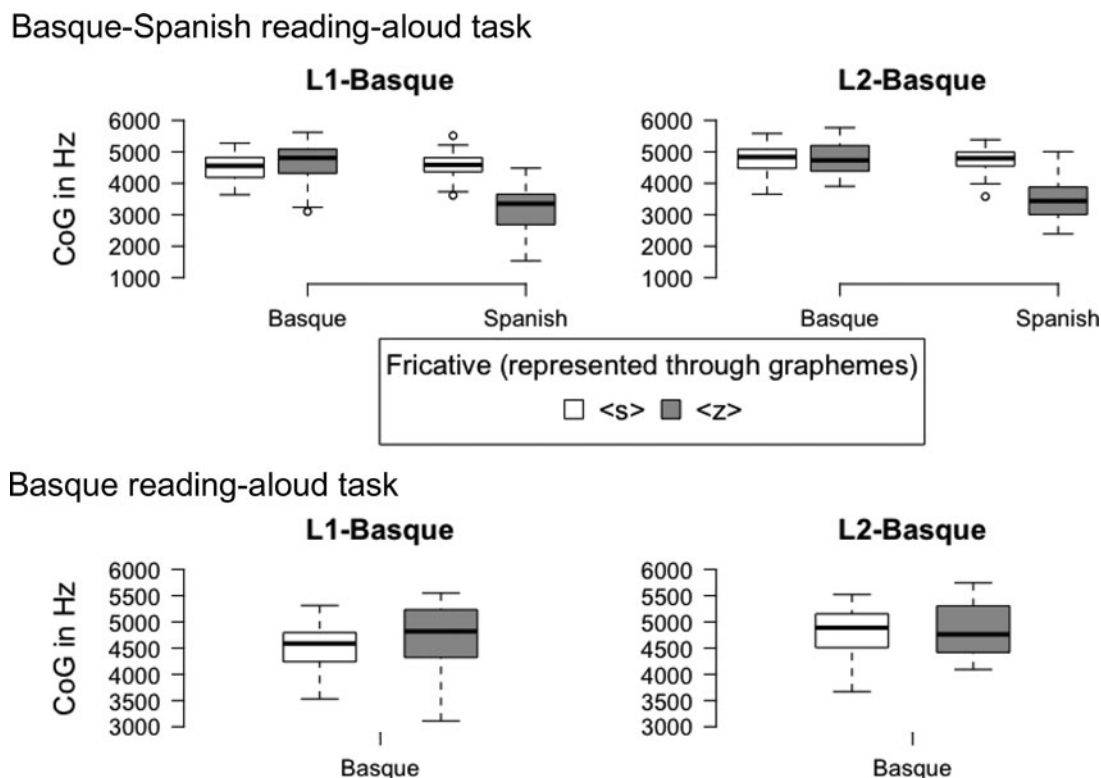 Basque-Spanish reading-aloud task
L1-Basque
L2-Basque
CoG in Hz
6000
5000
4000
3000
2000
1000
6000
5000
4000
3000
2000
1000
Basque
Spanish
Basque
Spanish
Fricative (represented through graphemes)
<s> <z>
Basque reading-aloud task
L1-Basque
L2-Basque
CoG in Hz
6000
5500
5000
4500
4000
3500
3000
6000
5500
5000
4500
4000
3500
3000
Basque
Basque